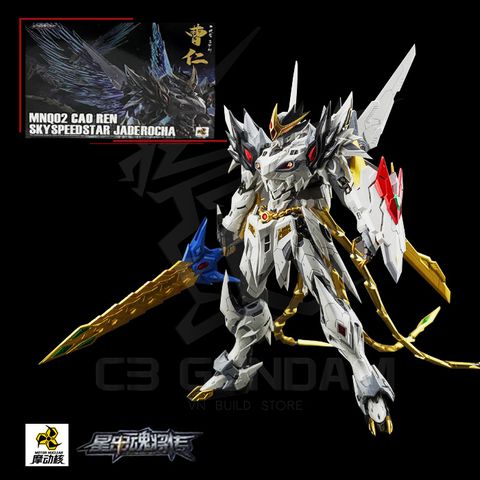 曹仁
MNQ02 CAO REN
SKYSPEEDSTAR JADEROCHA
C3 GUNDAM
VN BUILD STORE
MOTOR NUCLEAR
摩动核
星甲魂将传